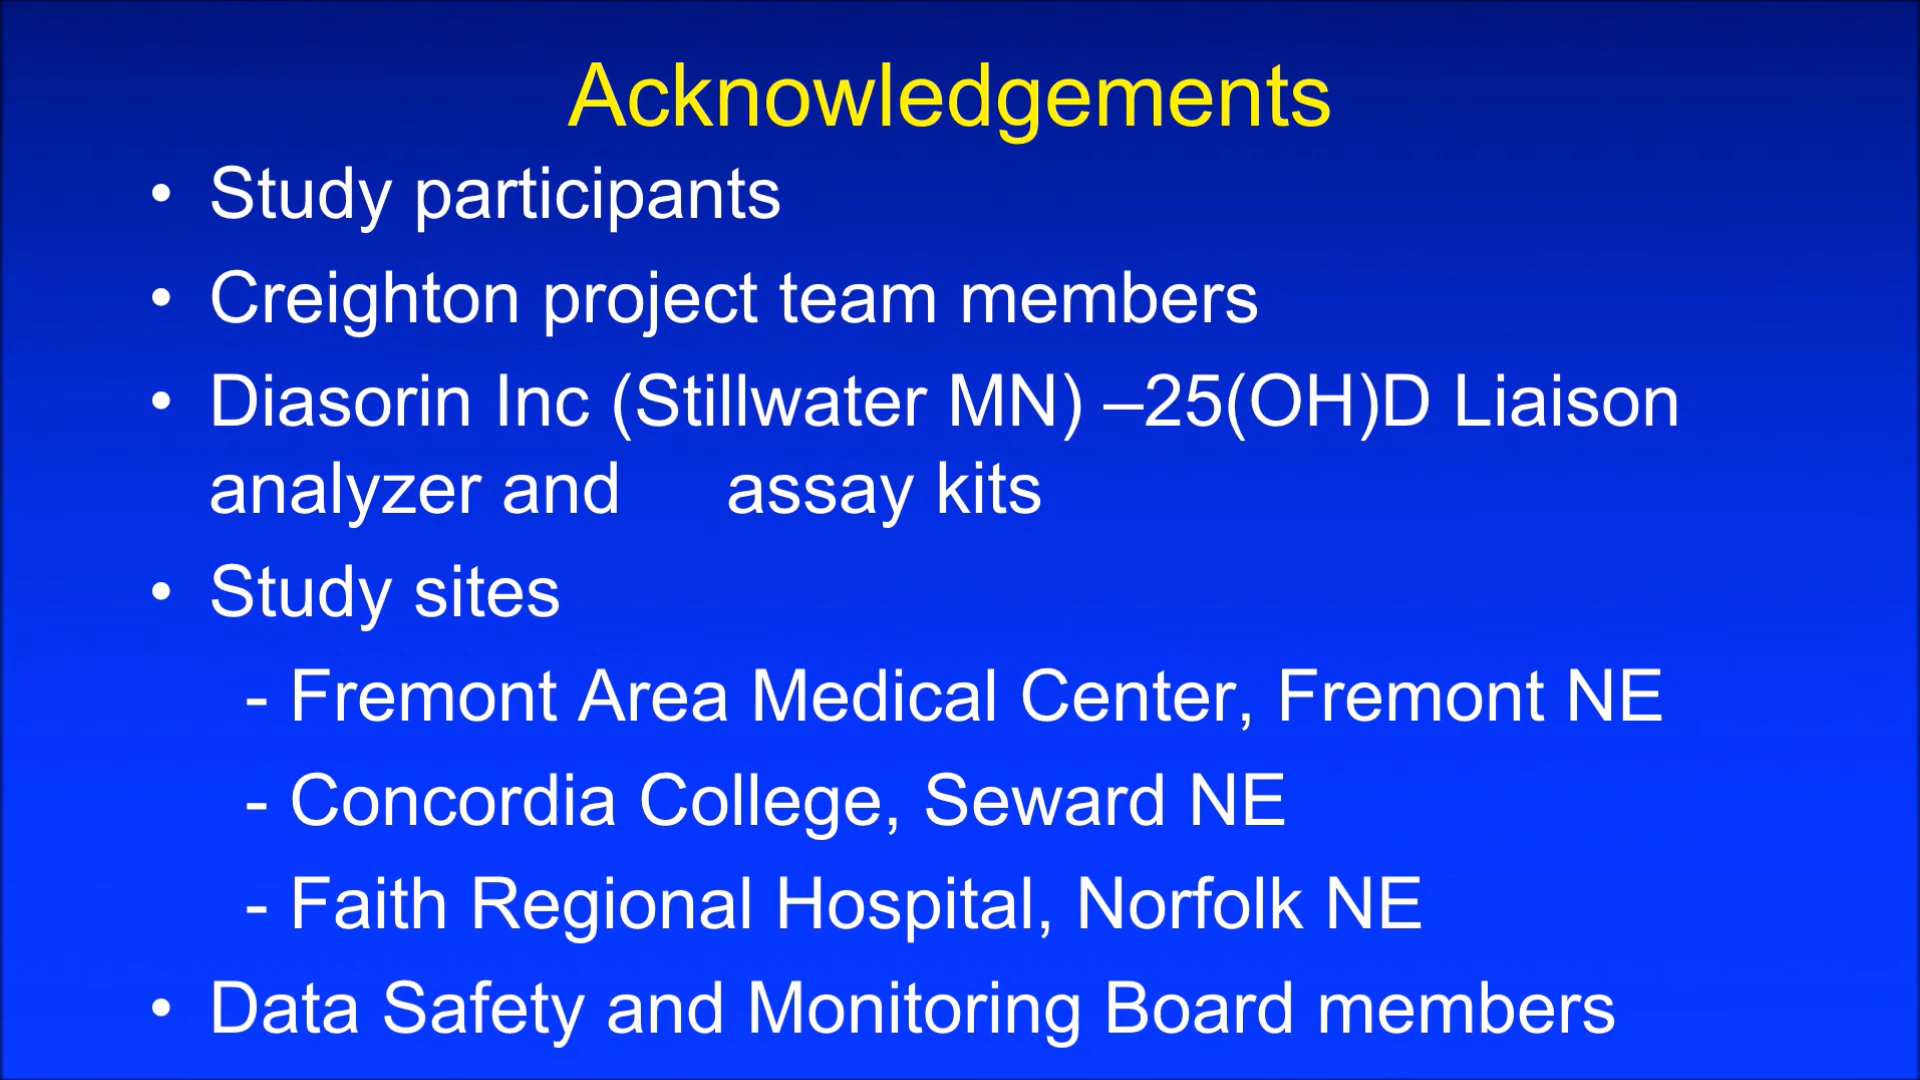 Acknowledgements
• Study participants
• Creighton project team members
• Diasorin Inc (Stillwater MN) –25(OH)D Liaison
analyzer and assay kits
• Study sites
- Fremont Area Medical Center, Fremont NE
- Concordia College, Seward NE
- Faith Regional Hospital, Norfolk NE
• Data Safety and Monitoring Board members